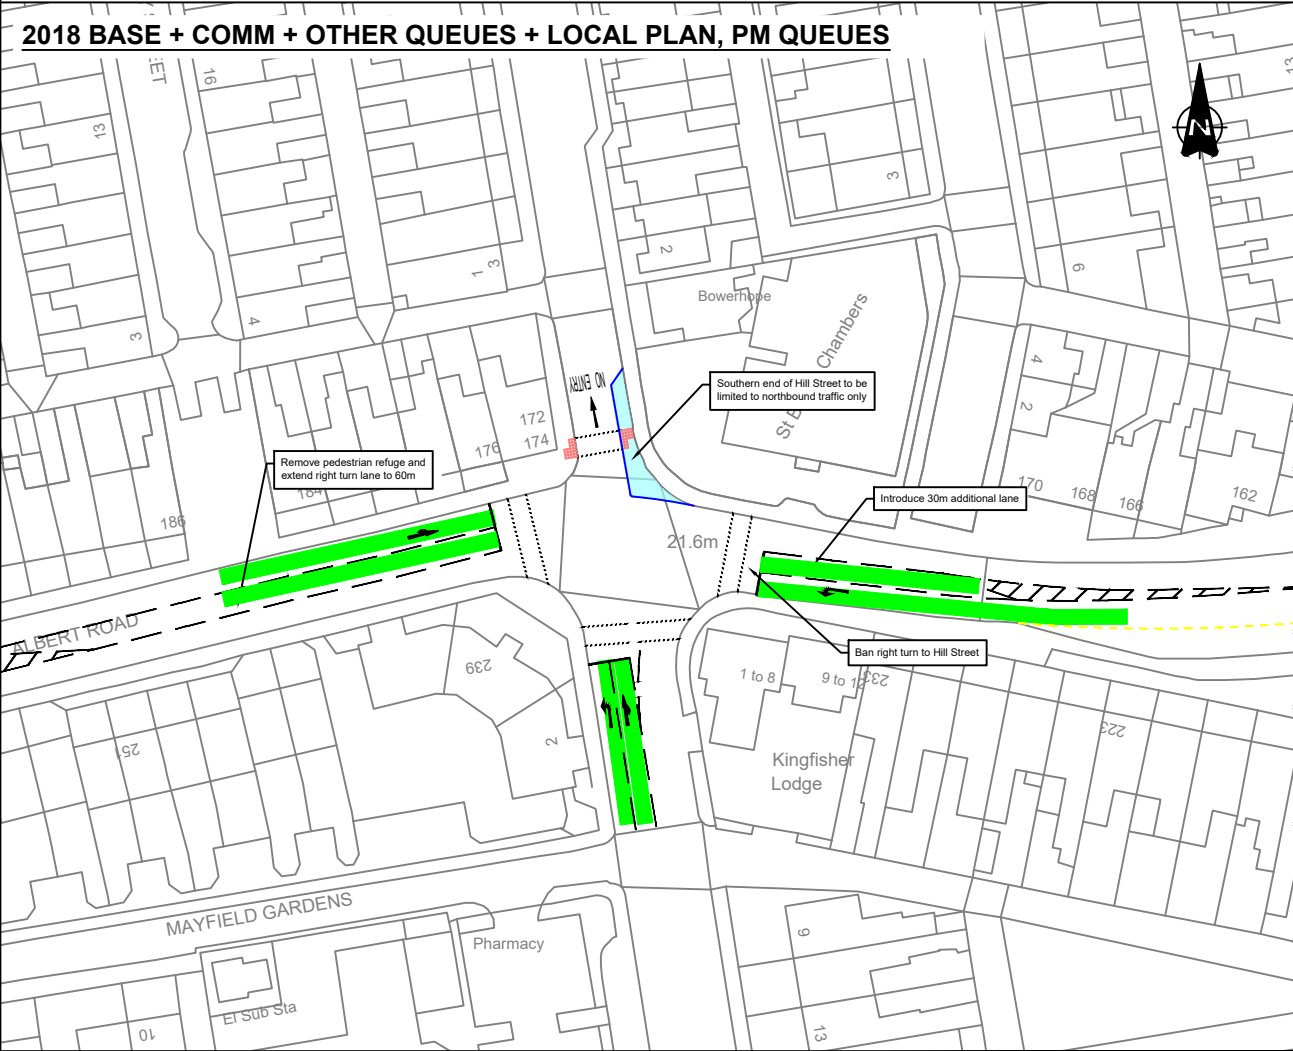 2018 BASE + COMM + OTHER QUEUES + LOCAL PLAN, PM QUEUES
16
13
13
N
3
2
1
3
6
Bowerhope
3
4
4
2
Chambers
NO ENTRY
Southern end of Hill Street to be
limited to northbound traffic only
172
174
176
Remove pedestrian refuge and
extend right turn lane to 60m
184
186
170
168
166
162
Introduce 30m additional lane
21.6m
ALBERT ROAD
Ban right turn to Hill Street
239
1 to 8
9 to
233
251
2
223
Kingfisher
Lodge
MAYFIELD GARDENS
Pharmacy
9
El Sub Sta
10
13